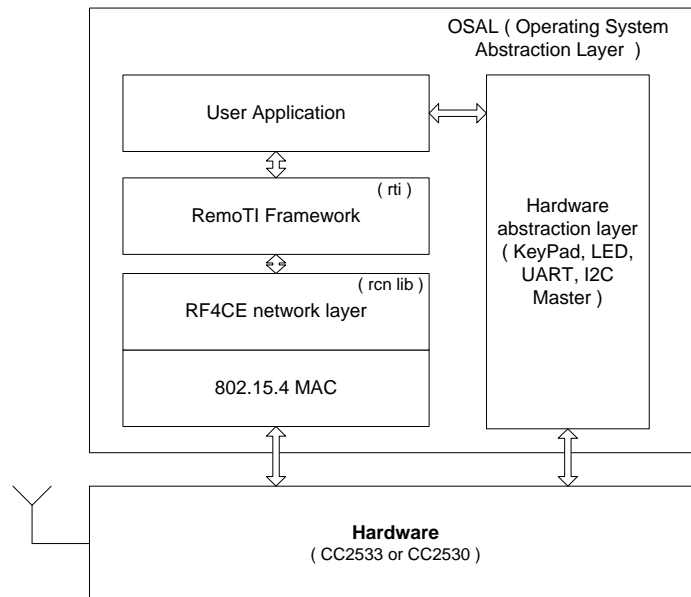 OSAL ( Operating System
Abstraction Layer )
User Application
( rti )
RemoTI Framework
( rcn lib )
RF4CE network layer
802.15.4 MAC
Hardware
abstraction layer
( KeyPad, LED,
UART, I2C
Master )
Hardware
( CC2533 or CC2530 )